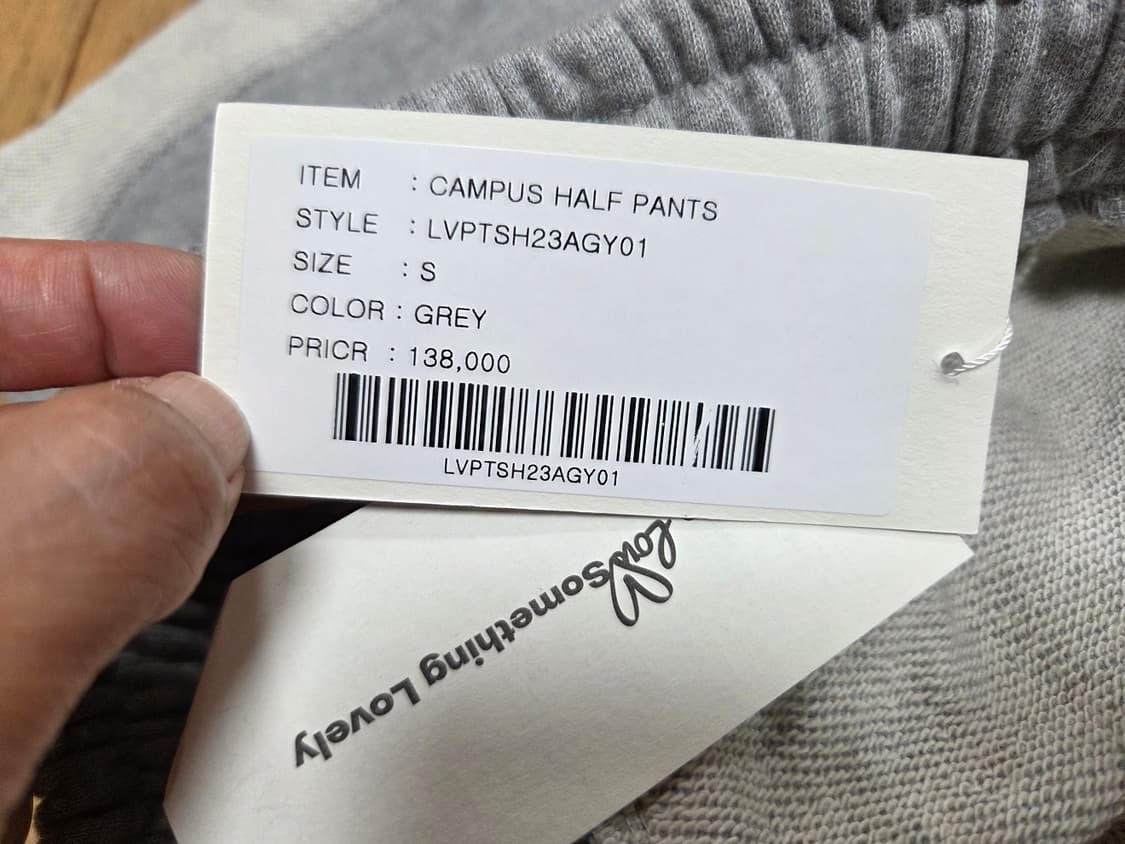 ITEM : CAMPUS HALF PANTS
STYLE : LVPTSH23AGY01
SIZE : S
COLOR : GREY
PRICR : 138,000
LVPTSH23AGY01
Something Lovely